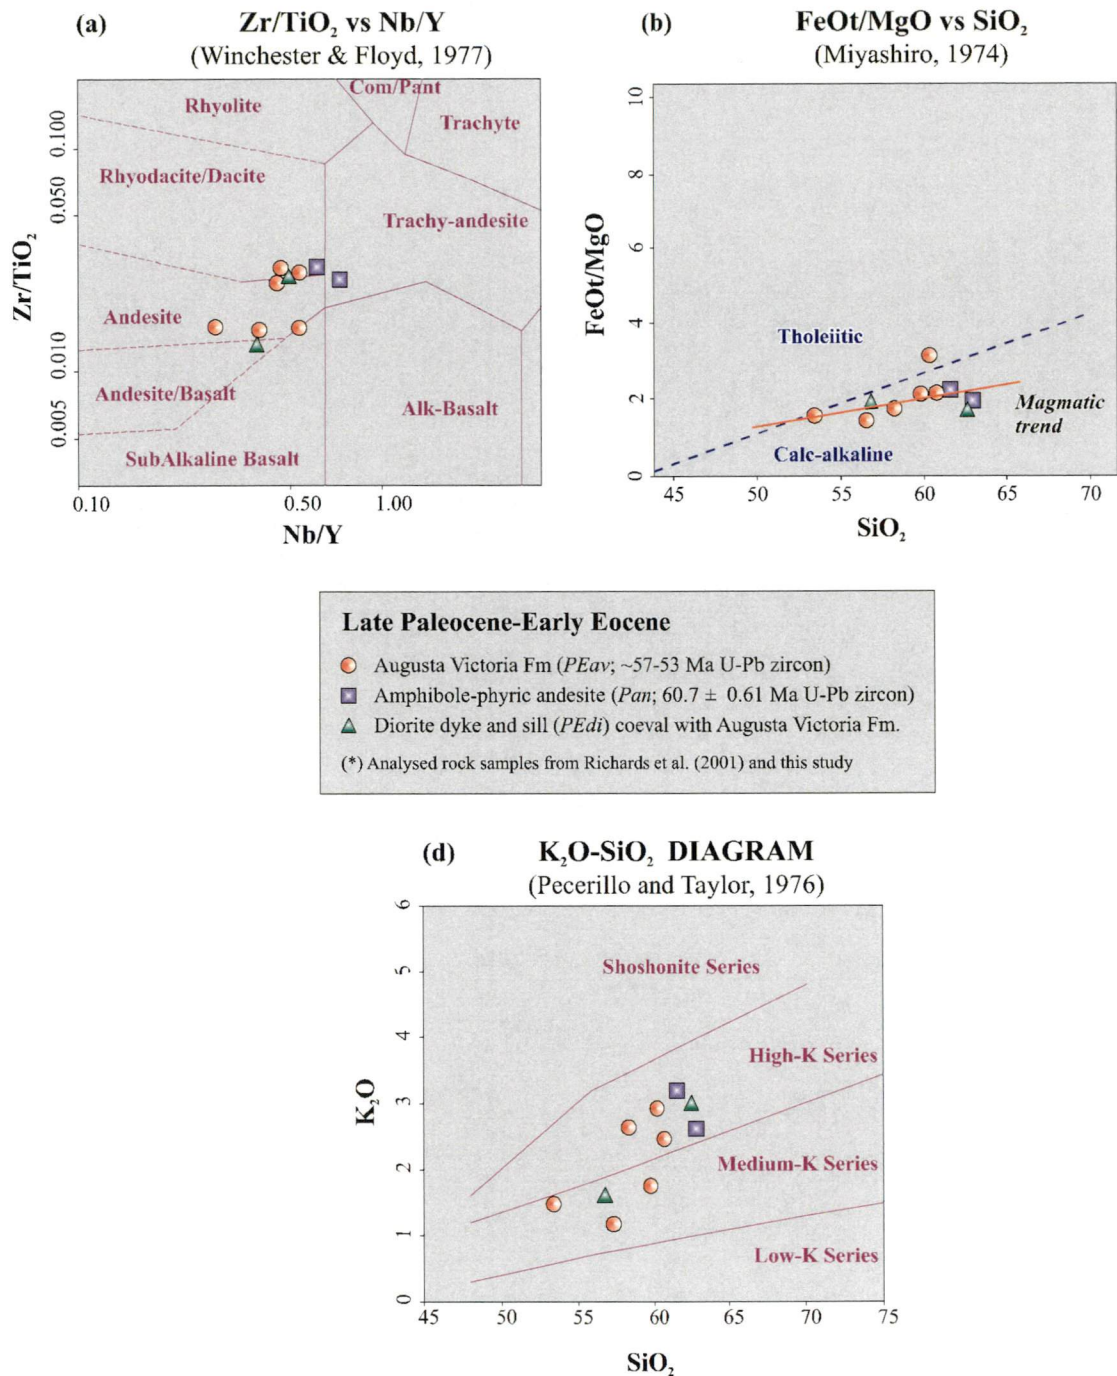 (a) Zr/TiO₂ vs Nb/Y
(Winchester & Floyd, 1977)
Com/Pant
Rhyolite
Trachyte
Rhyodacite/Dacite
Trachy-andesite
Andesite
Andesite/Basalt
Alk-Basalt
SubAlkaline Basalt
Zr/TiO₂
0.100
0.050
0.010
0.005
0.10 0.50 1.00
Nb/Y
(b) FeOt/MgO vs SiO₂
(Miyashiro, 1974)
FeOt/MgO
10
8
6
4
2
0
Tholeiitic
Magmatic
trend
Calc-alkaline
45 50 55 60 65 70
SiO₂
Late Paleocene-Early Eocene
Augusta Victoria Fm (PEav; ~57-53 Ma U-Pb zircon)
Amphibole-phyric andesite (Pan; 60.7 ± 0.61 Ma U-Pb zircon)
Diorite dyke and sill (PEdi) coeval with Augusta Victoria Fm.
(*) Analysed rock samples from Richards et al. (2001) and this study
(d) K₂O-SiO₂ DIAGRAM
(Pecerillo and Taylor, 1976)
K₂O
6
5
4
3
2
1
0
Shoshonite Series
High-K Series
Medium-K Series
Low-K Series
45 50 55 60 65 70 75
SiO₂